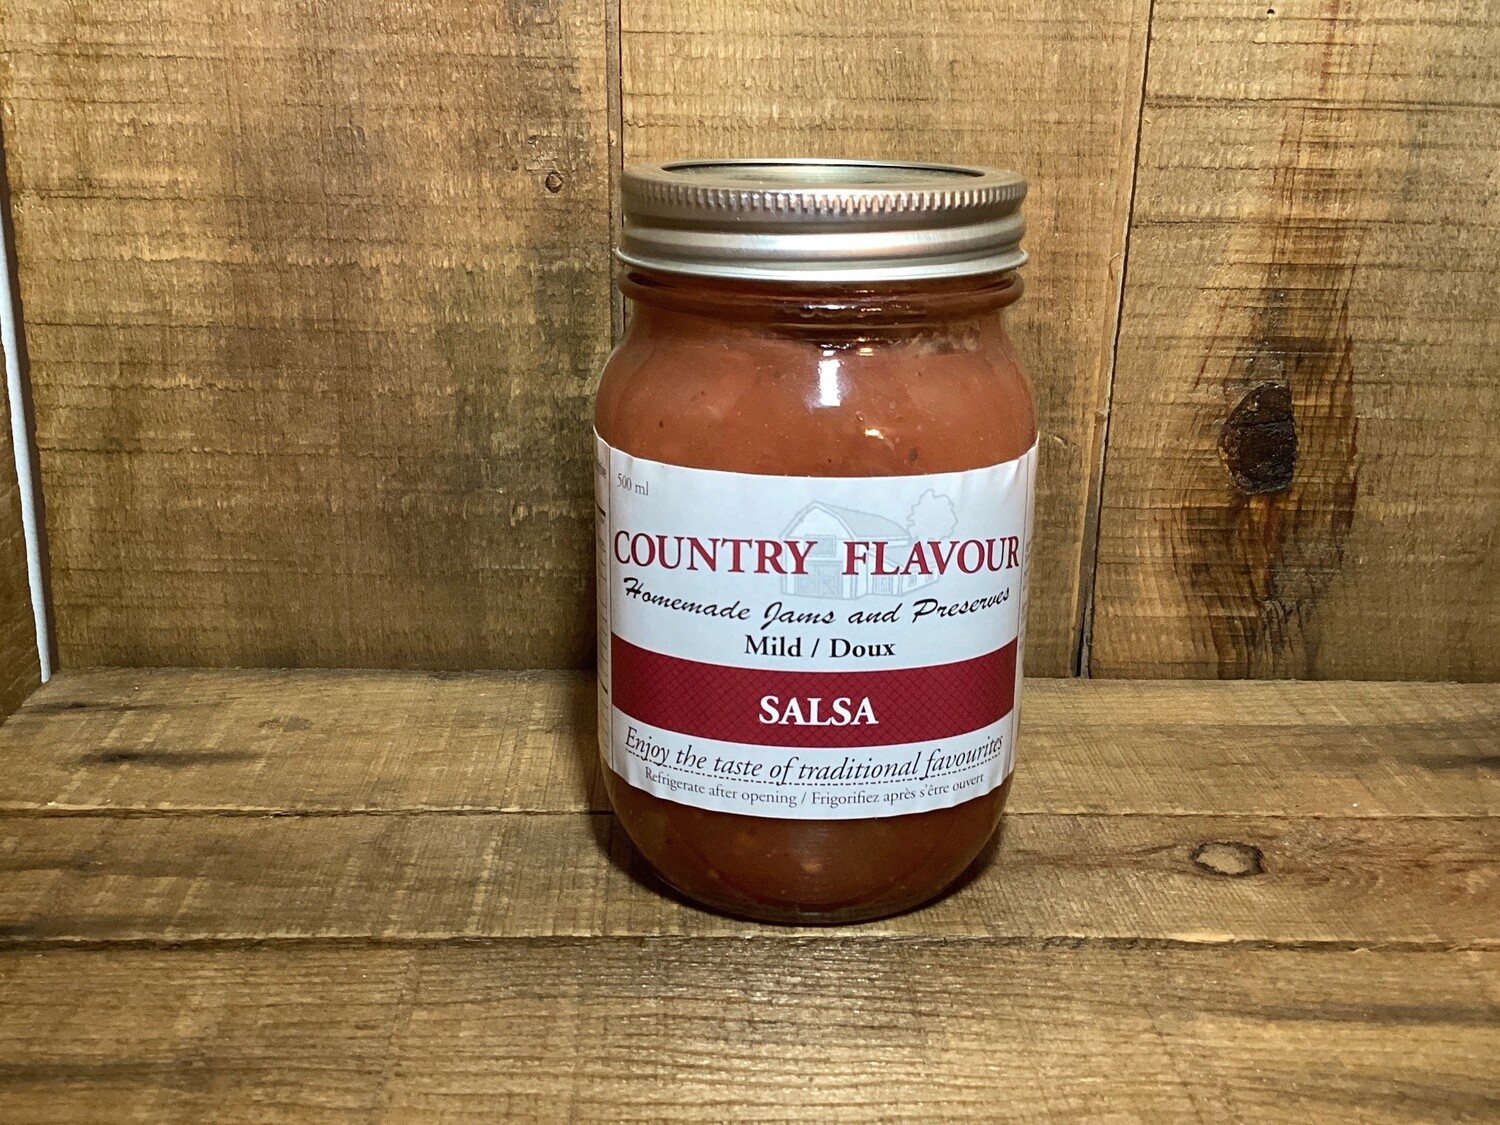 500 ml
COUNTRY FLAVOUR
Homemade Jams and Preserves
Mild / Doux
SALSA
Enjoy the taste of traditional favourites
Refrigerate after opening / Frigorifiez après s'être ouvert